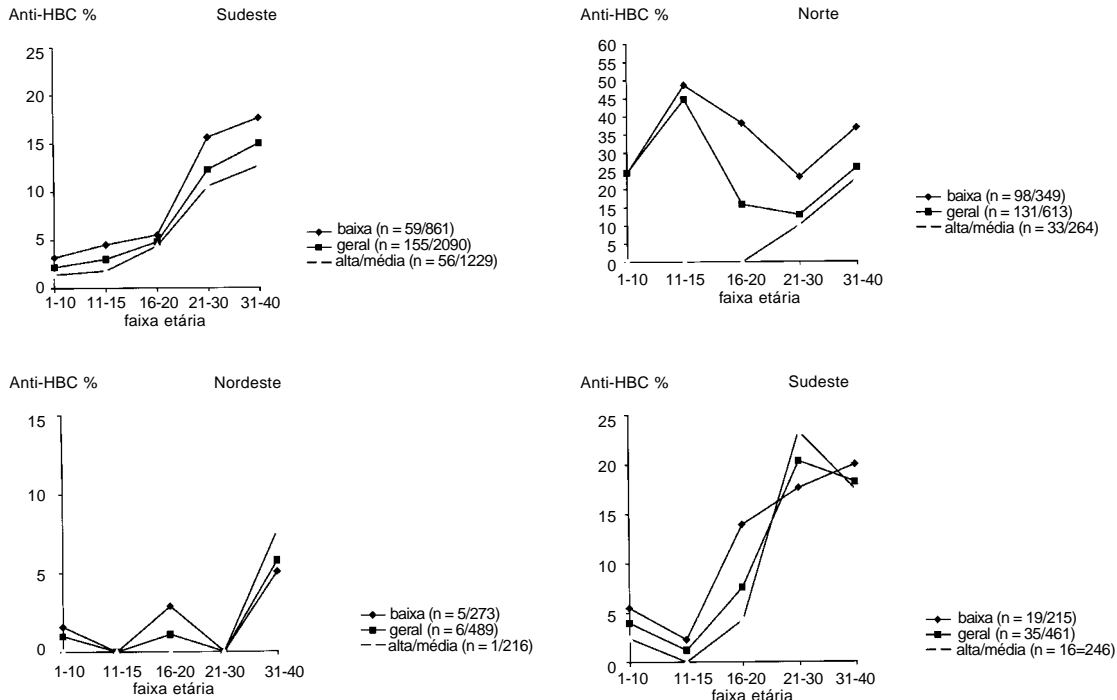 Anti-HBC % Sudeste
25
20
15
10
5
0
1-10 11-15 16-20 21-30 31-40
faixa etária
baixa (n = 59/861)
geral (n = 155/2090)
alta/média (n = 56/1229)
Anti-HBC % Norte
60
55
50
45
40
35
30
25
20
15
10
5
0
1-10 11-15 16-20 21-30 31-40
faixa etária
baixa (n = 98/349)
geral (n = 131/613)
alta/média (n = 33/264)
Anti-HBC % Nordeste
15
10
5
0
1-10 11-15 16-20 21-30 31-40
faixa etária
baixa (n = 5/273)
geral (n = 6/489)
alta/média (n = 1/216)
Anti-HBC % Sudeste
25
20
15
10
5
0
1-10 11-15 16-20 21-30 31-40
faixa etária
baixa (n = 19/215)
geral (n = 35/461)
alta/média (n = 16=246)